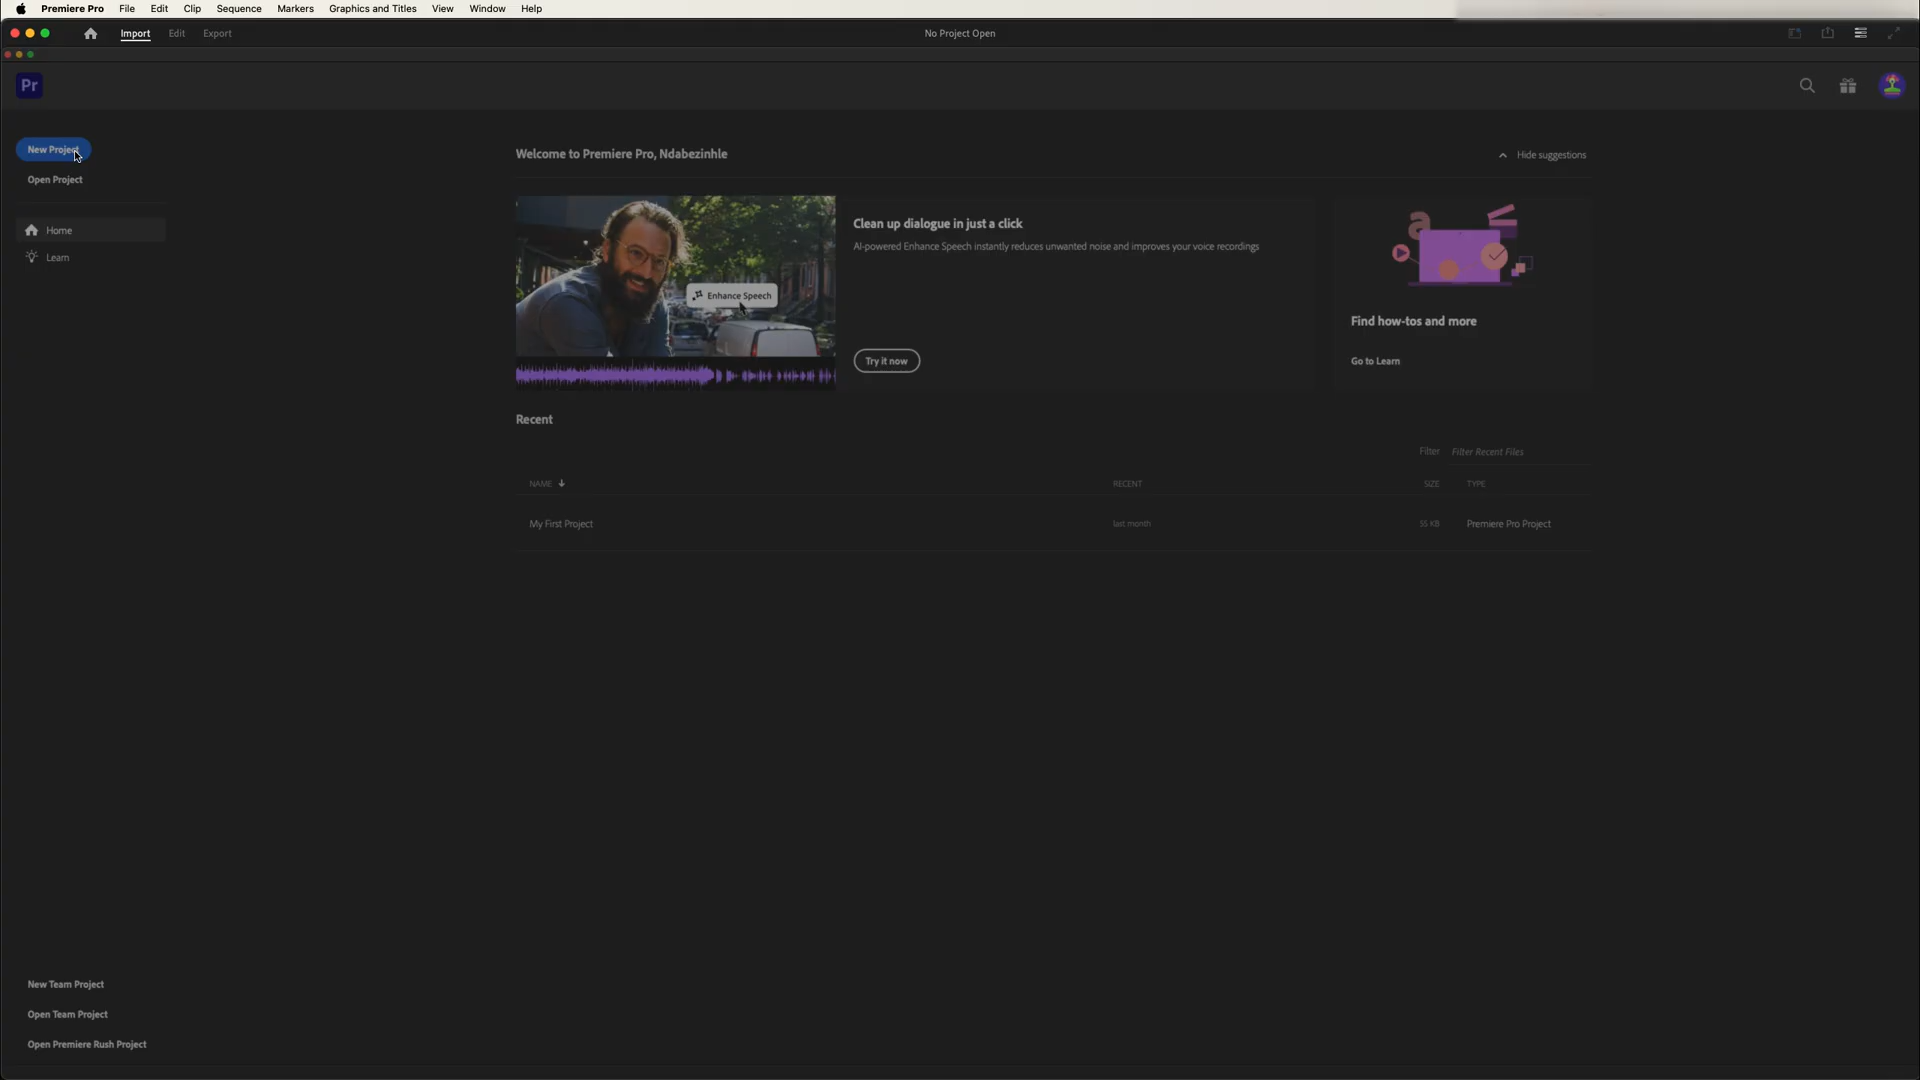 Premiere Pro File Edit Clip Sequence Markers Graphics and Titles View Window Help
Import Edit Export No Project Open
Pr
New Project
Open Project
Home
Learn
Welcome to Premiere Pro, Ndabezinhle
Hide suggestions
Enhance Speech
Clean up dialogue in just a click
AI-powered Enhance Speech instantly reduces unwanted noise and improves your voice recordings
Try it now
a
Find how-tos and more
Go to Learn
Recent
Filter Filter Recent Files
NAME RECENT SIZE TYPE
My First Project last month 55 KB Premiere Pro Project
New Team Project
Open Team Project
Open Premiere Rush Project